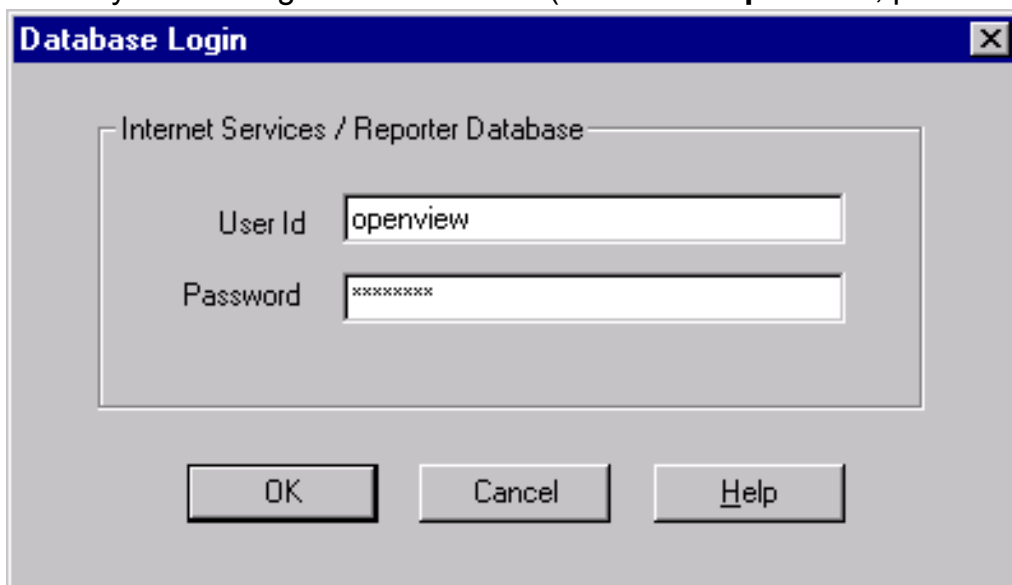 Database Login
Internet Services / Reporter Database
User Id openview
Password ********
OK Cancel Help